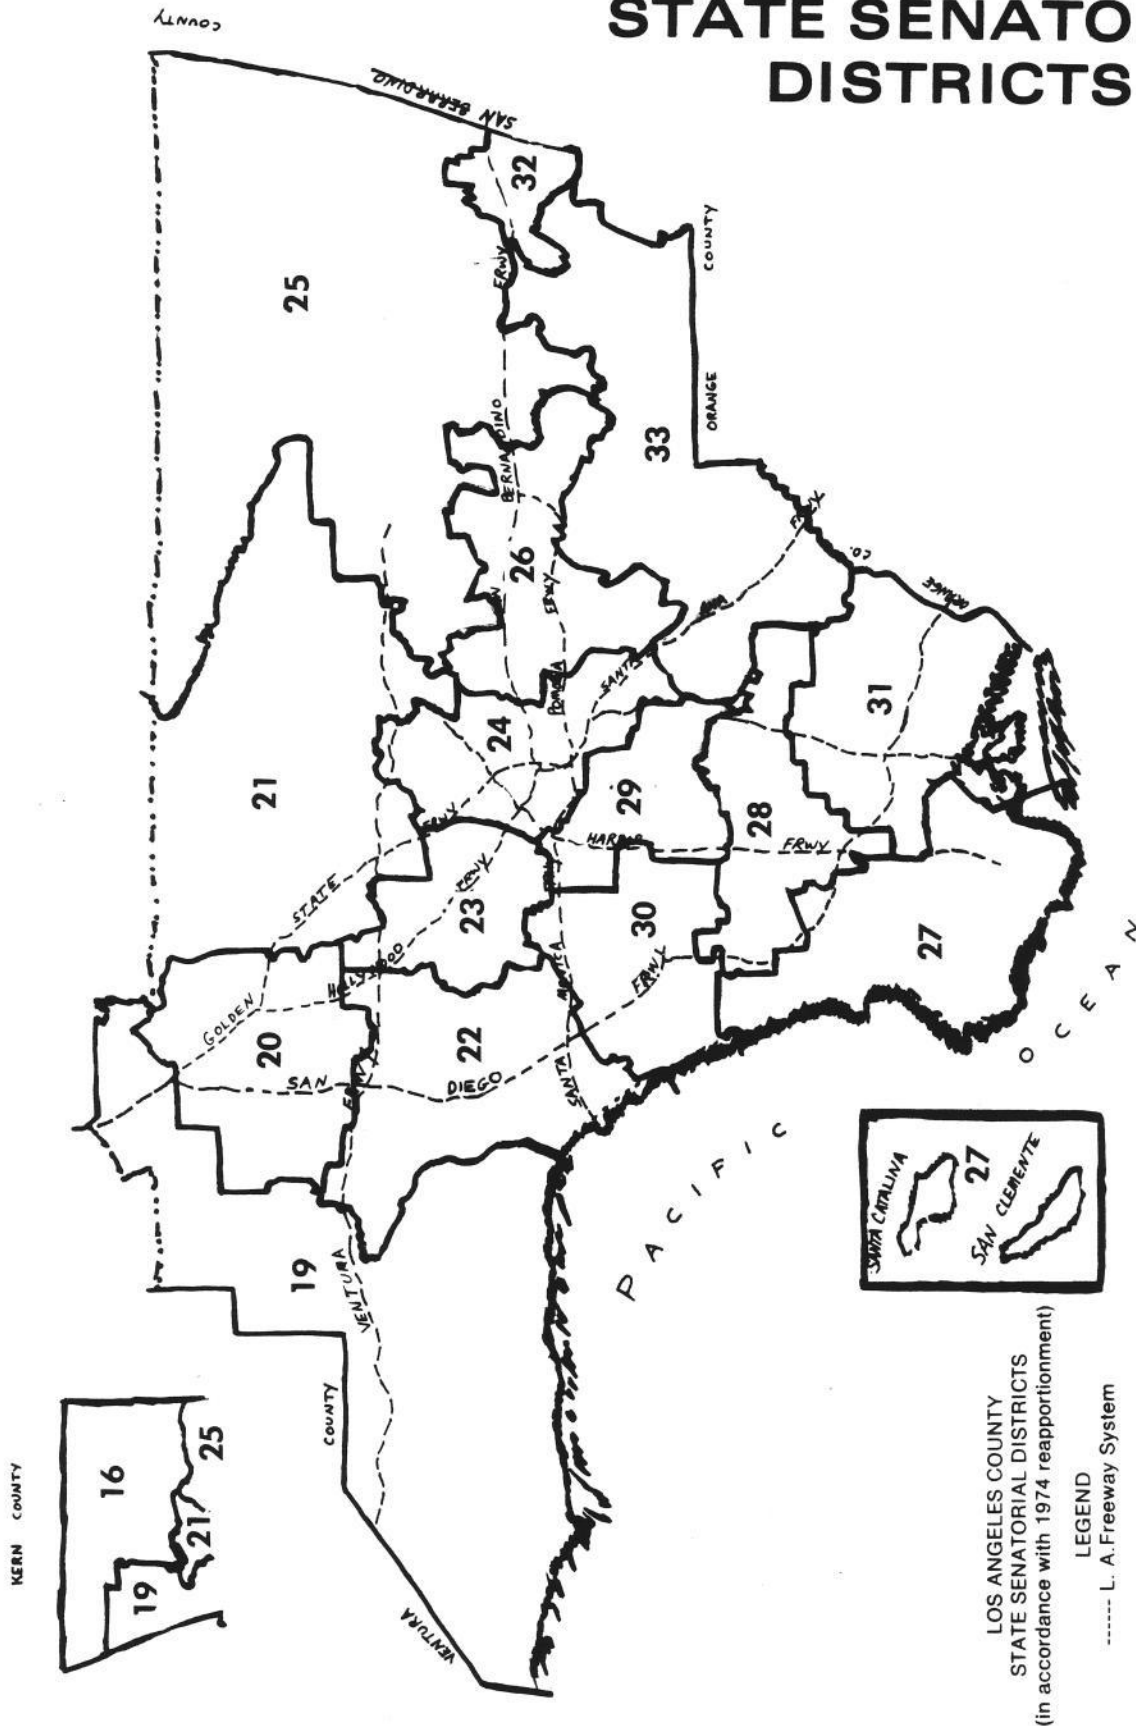 STATE SENATO
DISTRICTS
KERN COUNTY
16
19
21
25
COUNTY
SAN BERARDINO
25
32
21
26
33
24
20
23
22
19
29
28
31
30
27
FRWY
BERNARDINO
POMONA
FRWY
SANTA
ANA
FRWY
STATE
FRWY
GOLDEN
HOLLYWOOD
FRWY
SAN
DIEGO
FRWY
FRWY
VENTURA
SANTA
MONICA
HARBOR
FRWY
COUNTY
VENTURA
ORANGE
COUNTY
ORANGE
CO.
PACIFIC
OCEAN
SANTA CATALINA
27
SAN CLEMENTE
LOS ANGELES COUNTY
STATE SENATORIAL DISTRICTS
(in accordance with 1974 reapportionment)
LEGEND
------ L. A. Freeway System